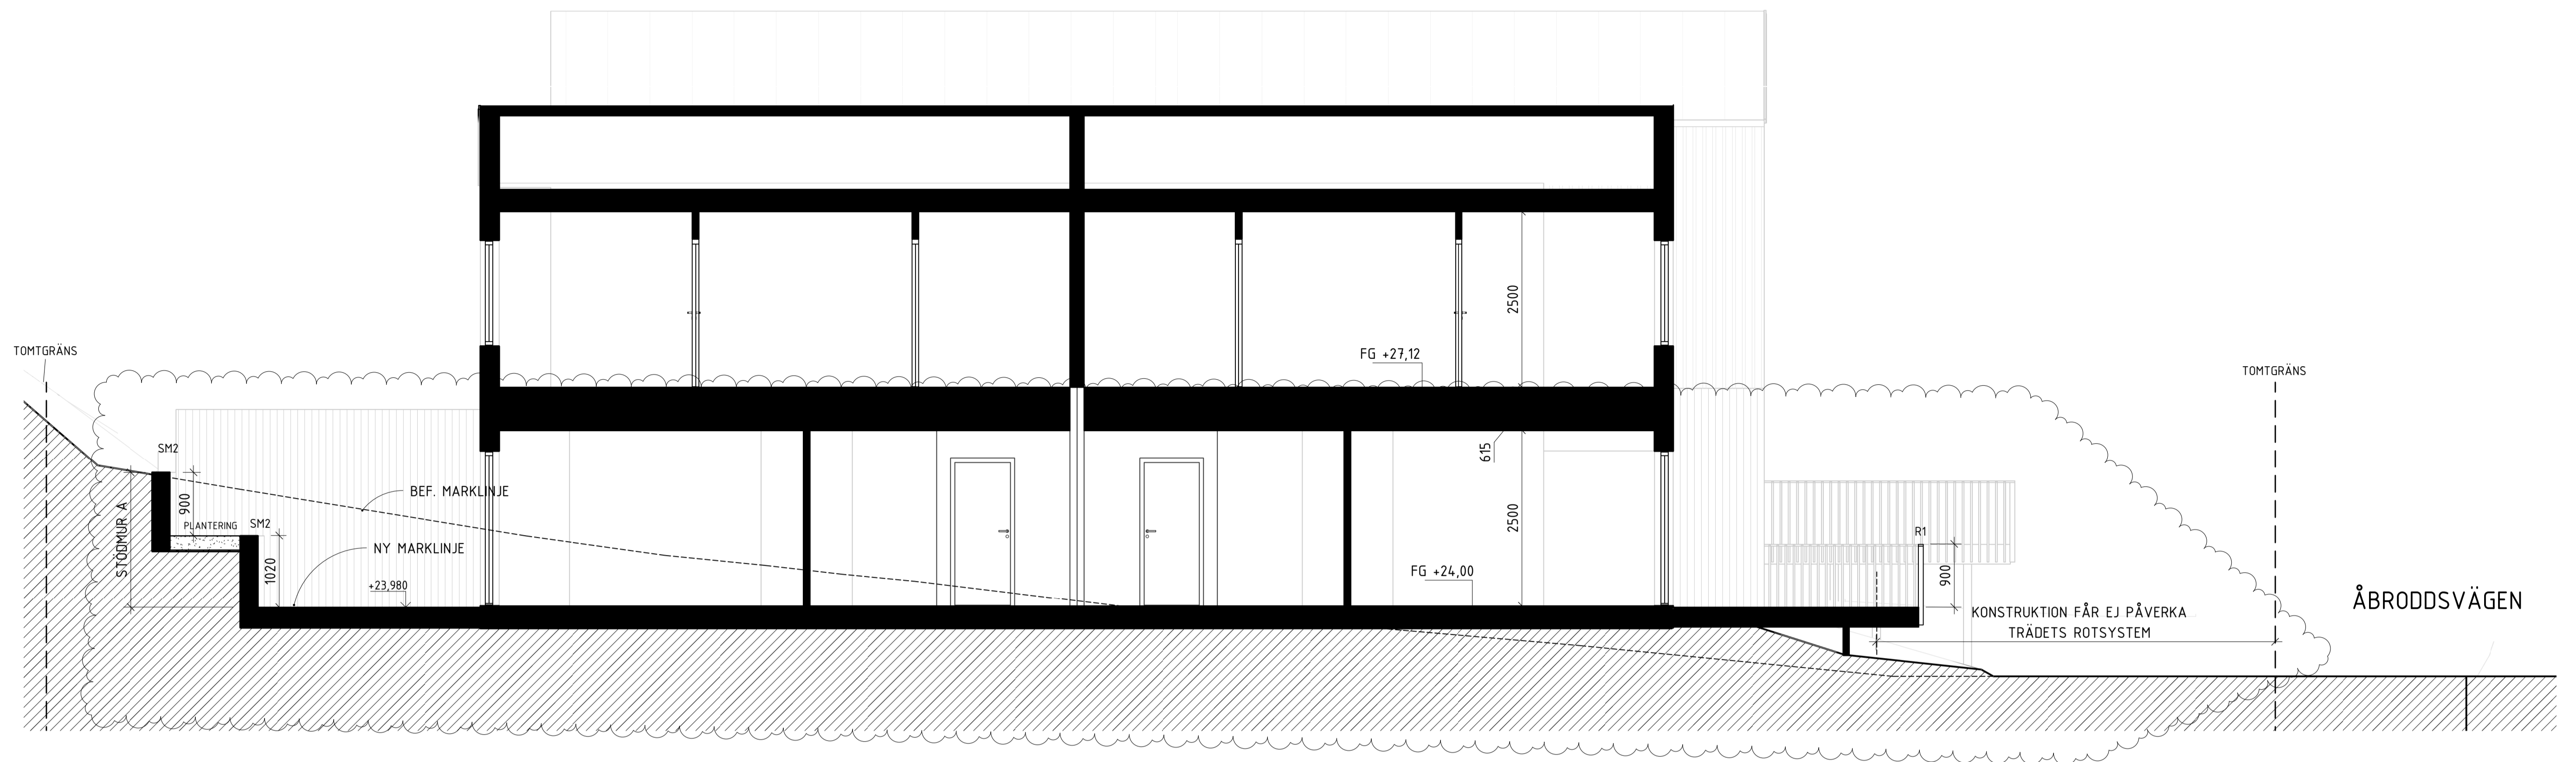 TOMTGRÄNS
SM2
900
STÖDMUR A
PLANTERING
SM2
1020
BEF. MARKLINJE
NY MARKLINJE
+23,980
2500
FG +27,12
615
2500
FG +24,00
R1
900
KONSTRUKTION FÅR EJ PÅVERKA
TRÄDETS ROTSYSTEM
TOMTGRÄNS
ÅBRODDSVÄGEN